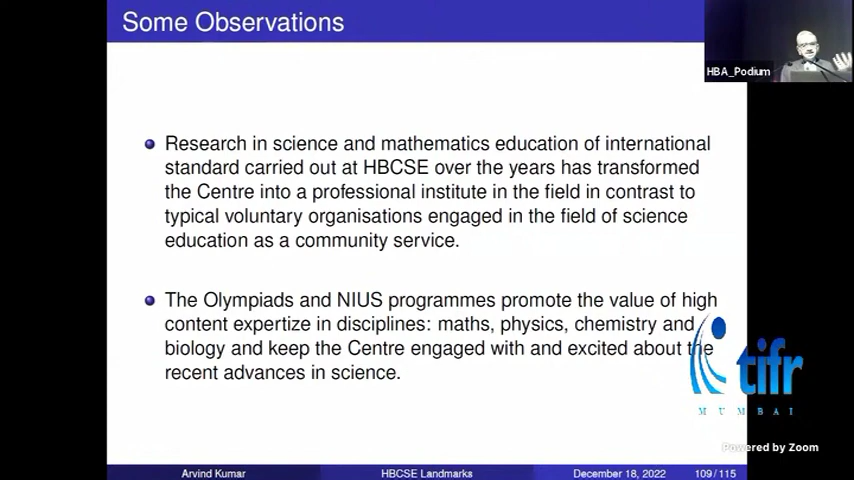 Some Observations
HBA_Podium
Research in science and mathematics education of international
standard carried out at HBCSE over the years has transformed
the Centre into a professional institute in the field in contrast to
typical voluntary organisations engaged in the field of science
education as a community service.
The Olympiads and NIUS programmes promote the value of high
content expertize in disciplines: maths, physics, chemistry and
biology and keep the Centre engaged with and excited about the
recent advances in science.
tifr
MUMBAI
Powered by Zoom
Arvind Kumar HBCSE Landmarks December 18, 2022 109/115